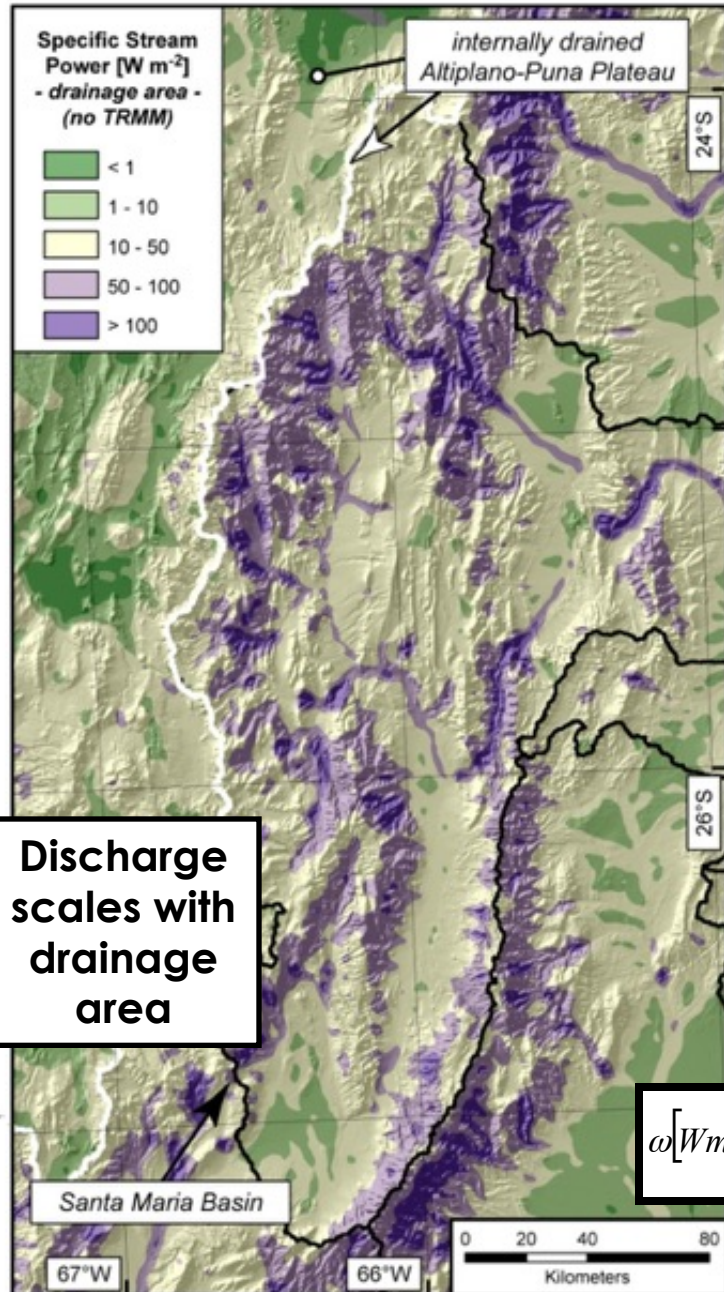 Specific Stream
Power [W m-2]
- drainage area -
(no TRMM)
< 1
1 - 10
10 - 50
50 - 100
> 100
internally drained
Altiplano-Puna Plateau
24°S
26°S
Discharge
scales with
drainage
area
ω[Wm
Santa Maria Basin
0 20 40 80
Kilometers
67°W
66°W